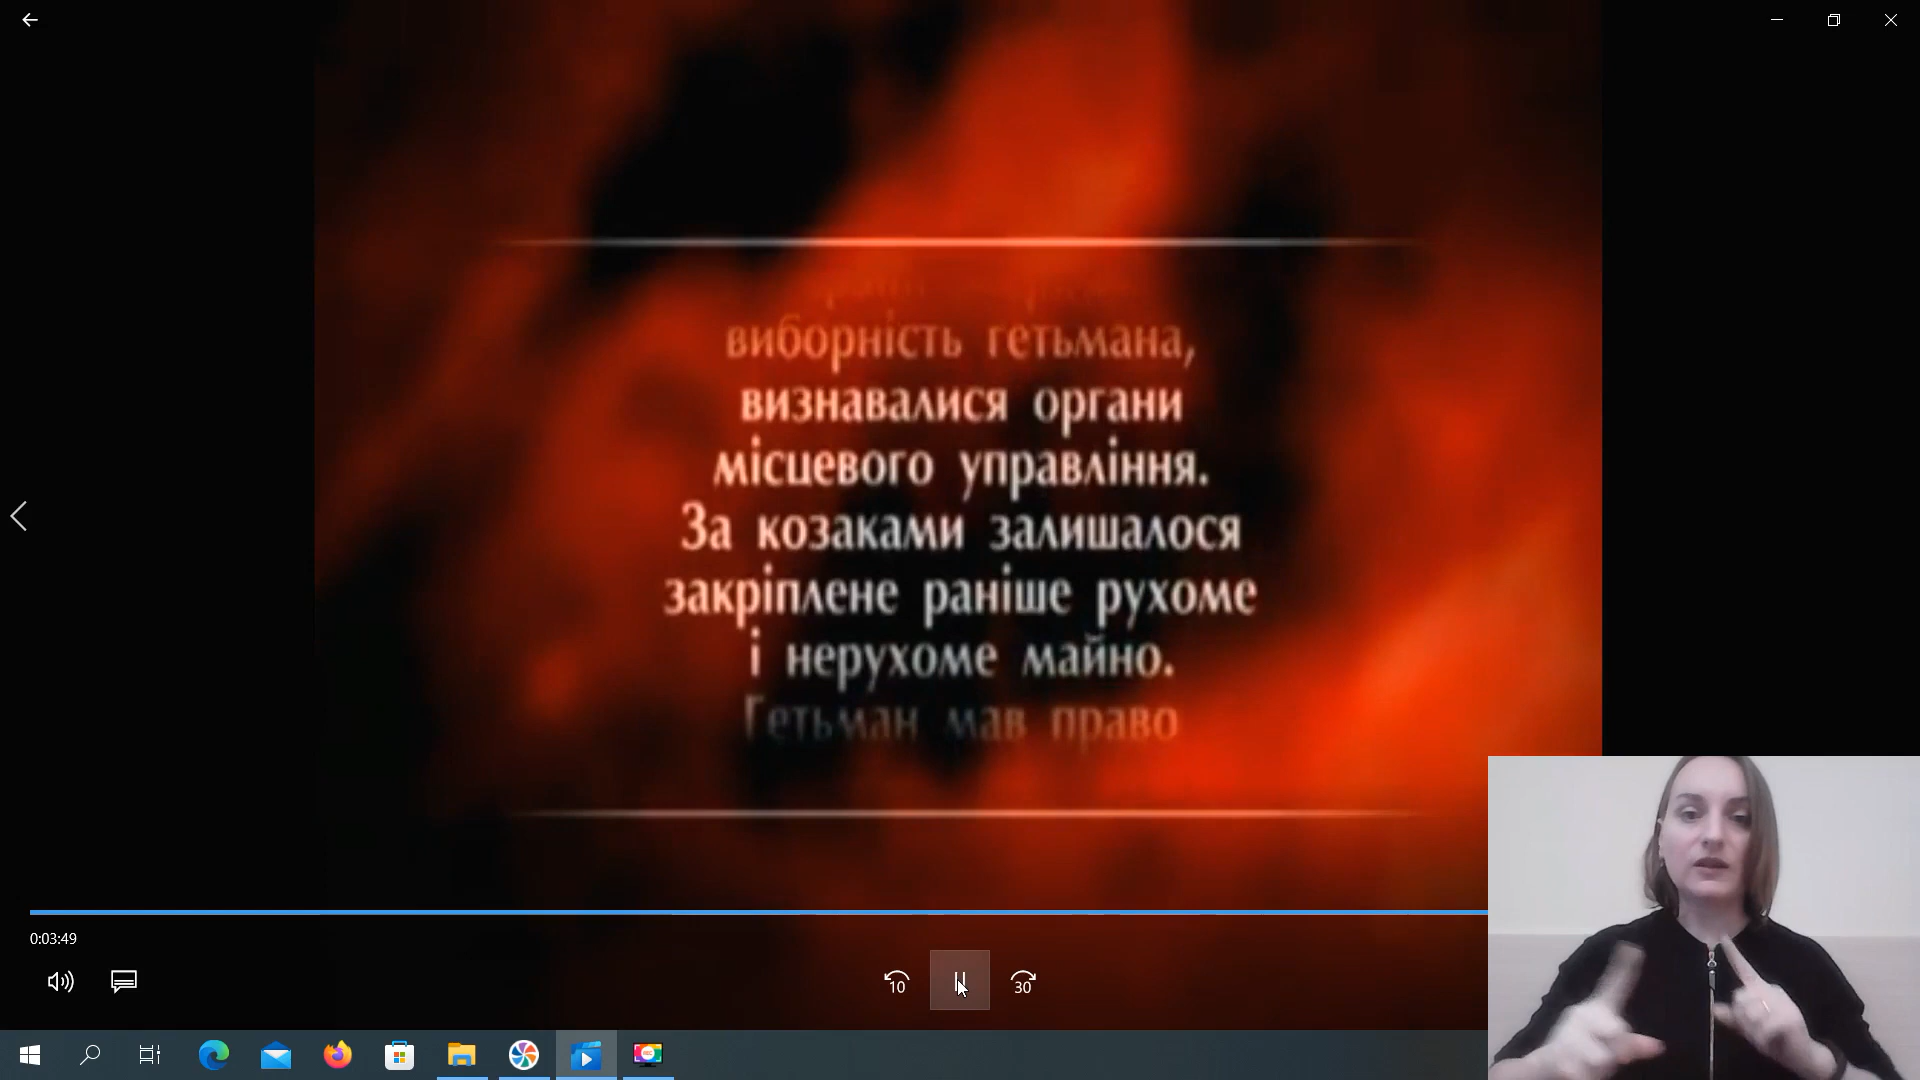 виборність гетьмана,
визнавалися органи
місцевого управління.
За козаками залишалося
закріплене раніше рухоме
і нерухоме майно.
Гетьман мав право
0:03:49
10
30